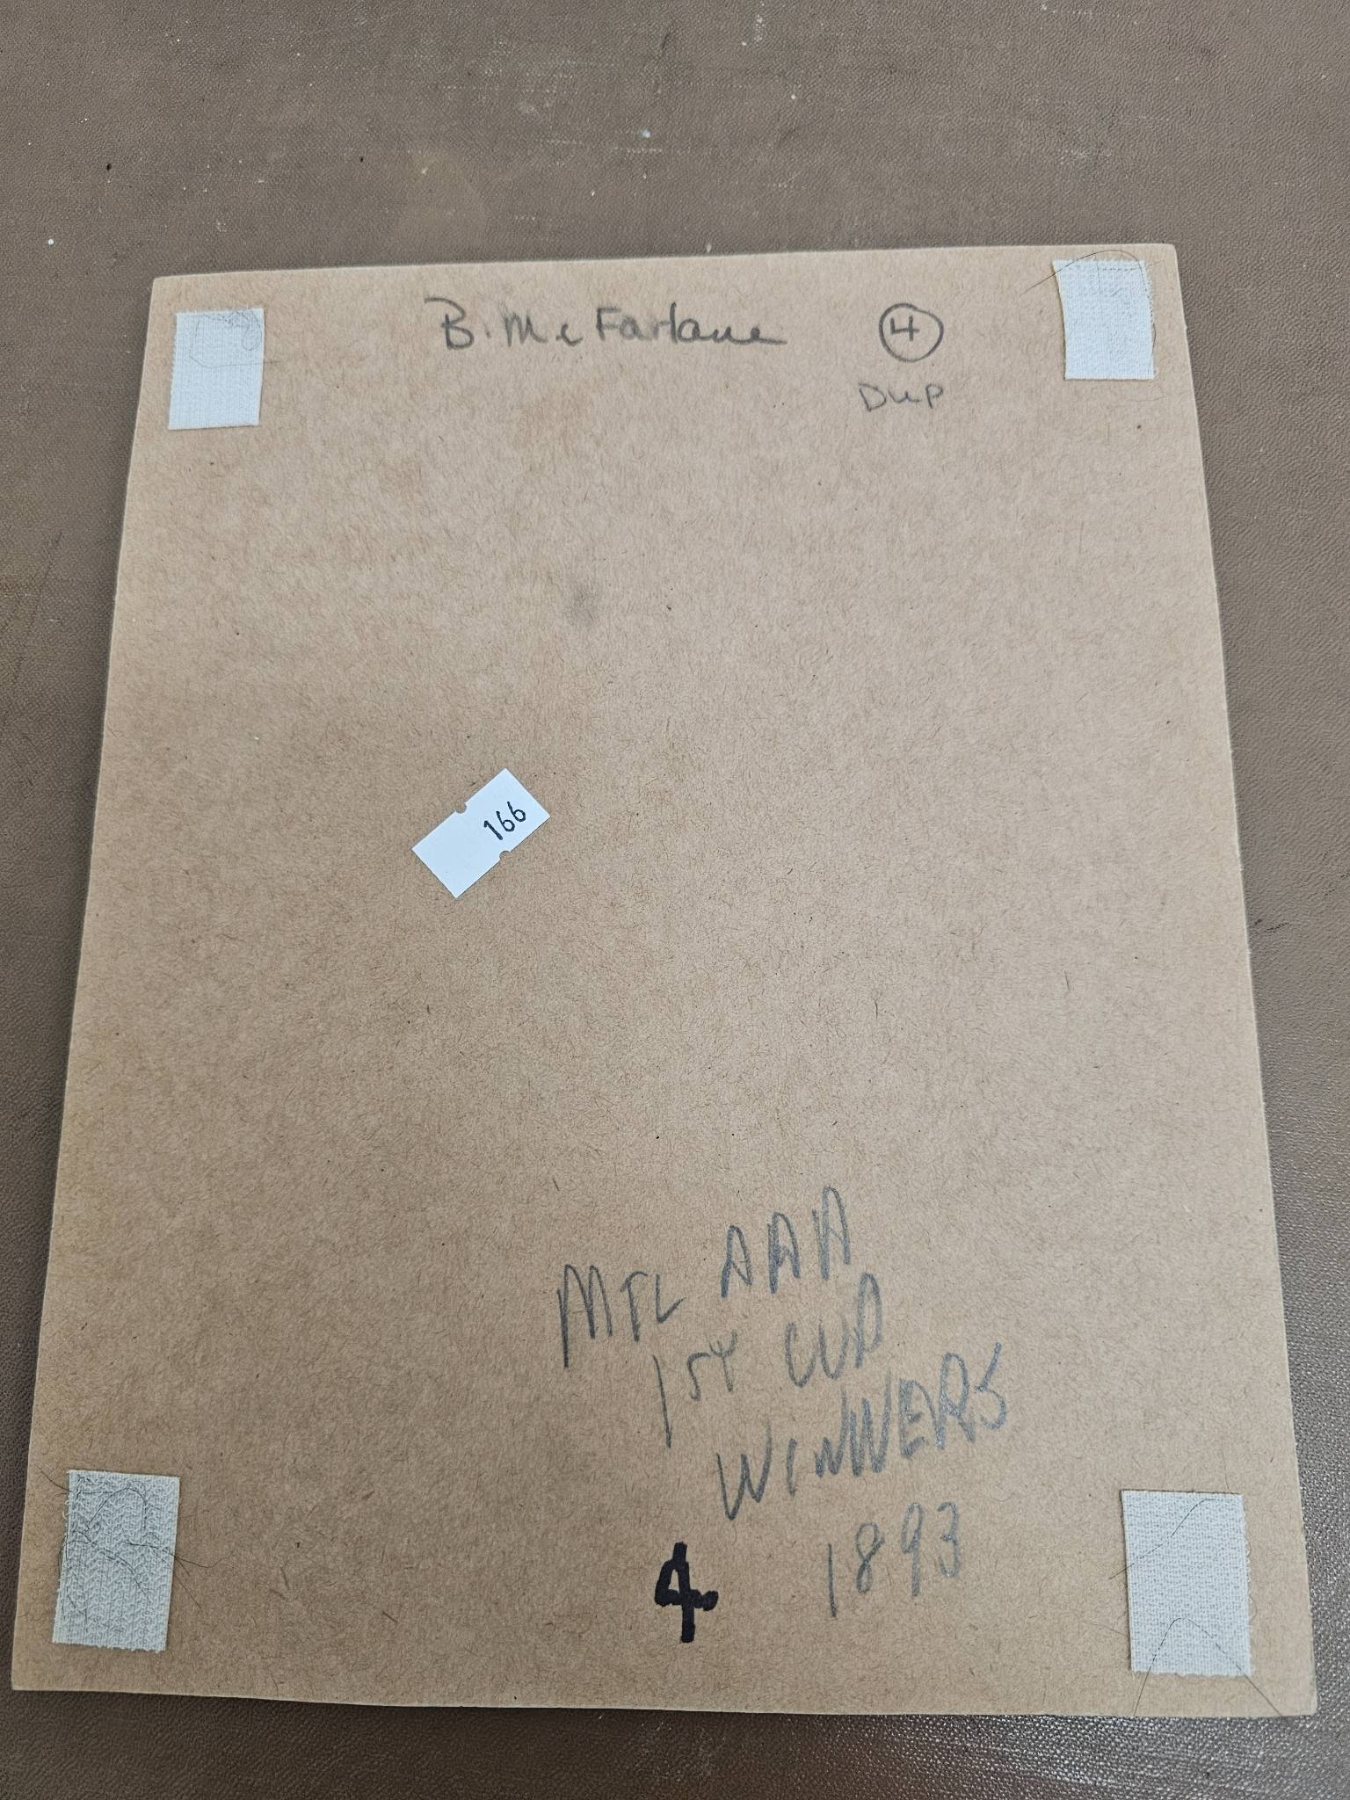 B. McFarlane 4
Dup
166
MTL AAA
1ST CUP
WINNERS
1893
4